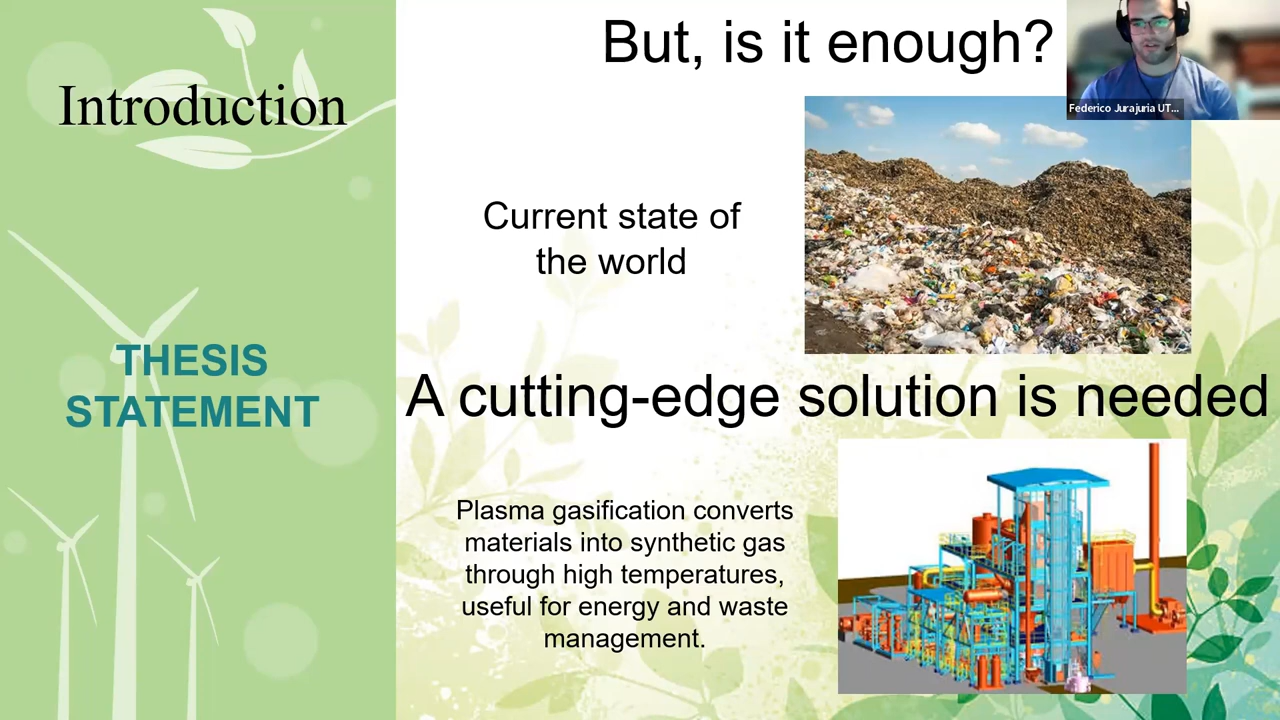 Introduction
THESIS
STATEMENT
But, is it enough?
Federico Jurajuria UT...
Current state of
the world
A cutting-edge solution is needed
Plasma gasification converts
materials into synthetic gas
through high temperatures,
useful for energy and waste
management.